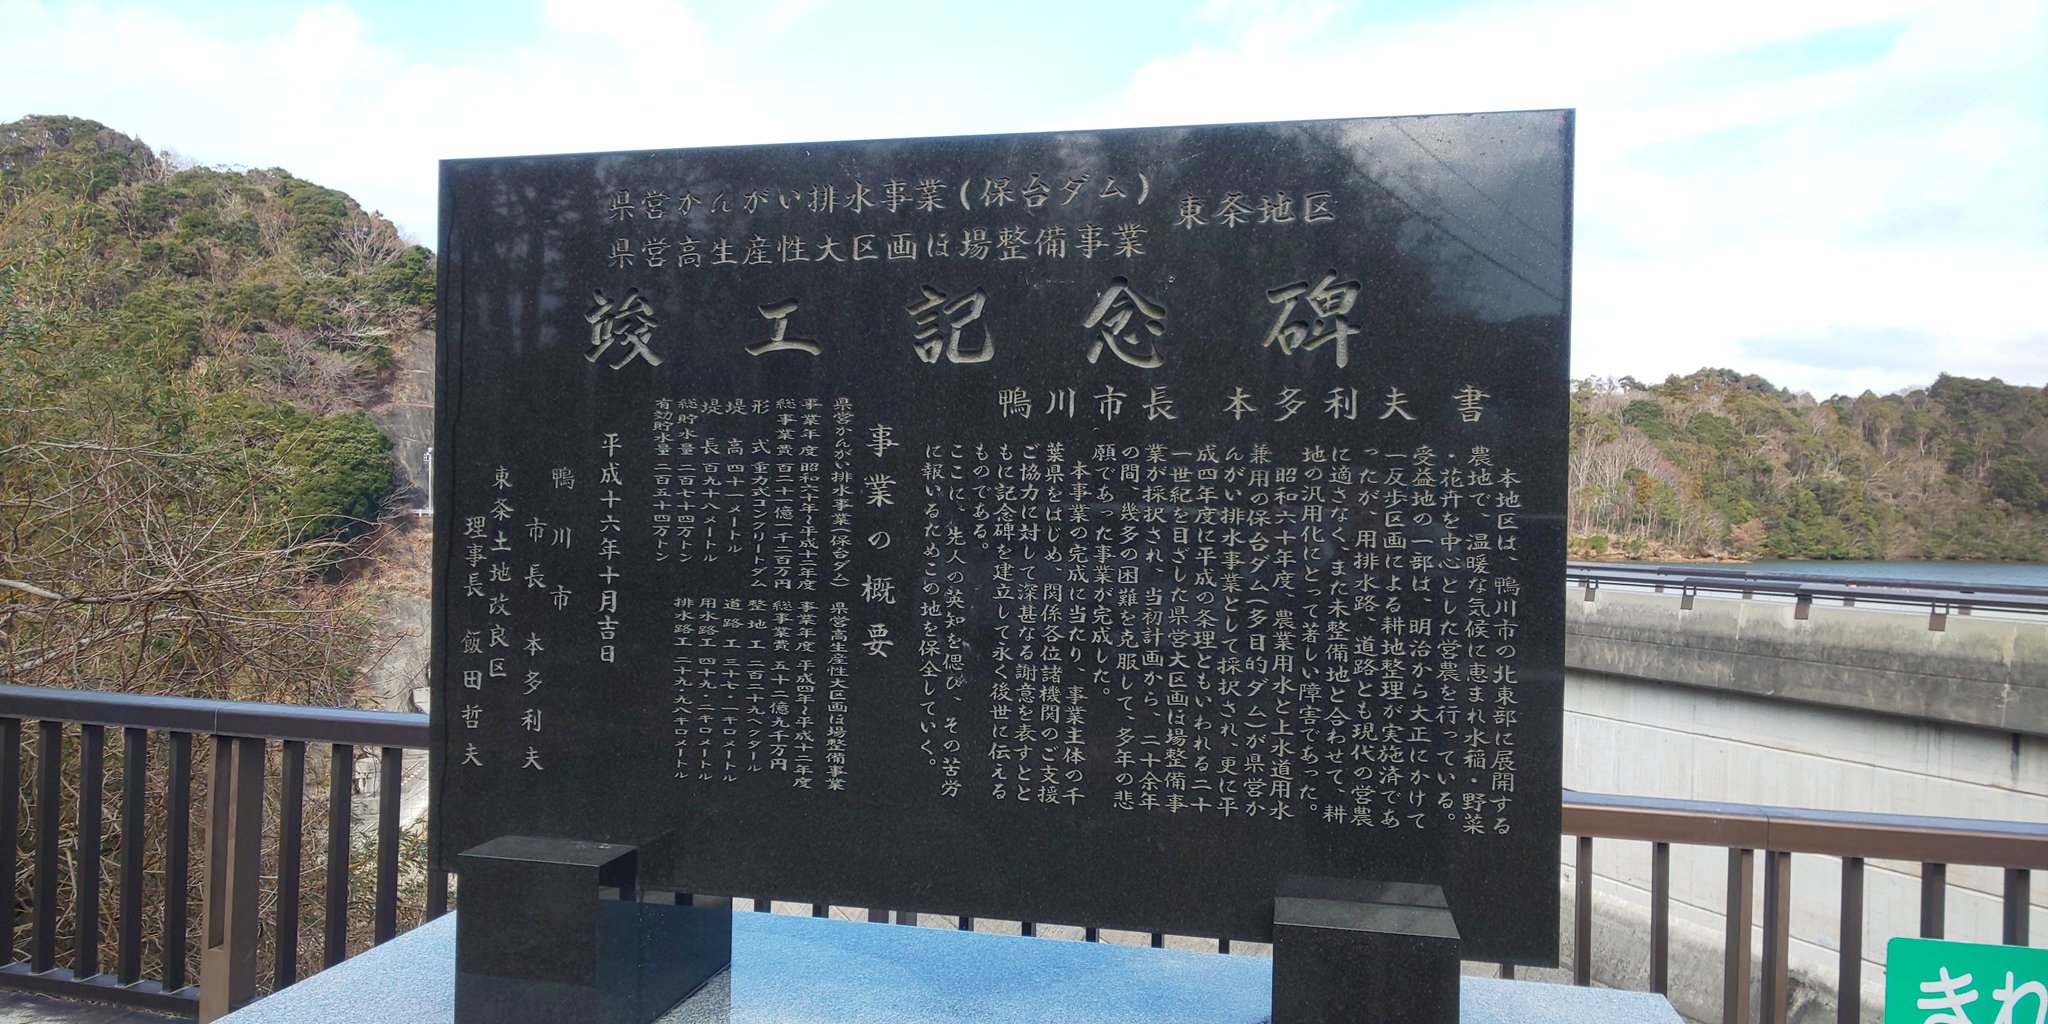 県営かんがい排水事業(保台ダム)
県営高生産性大区画ほ場整備事業
東条地区
竣工記念碑
鴨川市長 本多利夫 書
本地区は、鴨川市の北東部に展開する
農地で、温暖な気候に恵まれ水稲・野菜
・花卉を中心とした営農を行っている。
受益地の一部は、明治から大正にかけて
一反歩区画による耕地整理が実施済であ
ったが、用排水路、道路とも現代の営農
に適さなく、また未整備地と合わせて、耕
地の汎用化にとって著しい障害であった。
昭和六十年度、農業用水と上水道用水
兼用の保台ダム(多目的ダム)が県営か
んがい排水事業として採択され、更に平
成四年度に平成の条理ともいわれる二十
一世紀を目ざした県営大区画ほ場整備事
業が採択され、当初計画から、二十余年
の間、幾多の困難を克服して、多年の悲
願であった事業が完成した。
本事業の完成に当たり、事業主体の千
葉県をはじめ、関係各位諸機関のご支援
ご協力に対して深甚なる謝意を表すとと
もに記念碑を建立して永く後世に伝える
ものである。
ここに、先人の英知を偲び、その苦労
に報いるためこの地を保全していく。
事業の概要
県営かんがい排水事業(保台ダム)
事業年度 昭和六十年〜平成十二年度
総事業費 百二十億一千二百万円
形式 重力式コンクリートダム
堤高 四十一メートル
堤長 百九十八メートル
総貯水量 二百七十四万トン
有効貯水量 二百五十四万トン
県営高生産性大区画ほ場整備事業
事業年度 平成四年〜平成十二年度
総事業費 五十二億九千万円
整地工 二百二十九ヘクタール
道路工 三十七・一キロメートル
用水路工 四十九・二キロメートル
排水路工 二十九・九八キロメートル
平成十六年十月吉日
鴨川市
市長 本多利夫
東条土地改良区
理事長 飯田哲夫
きれ